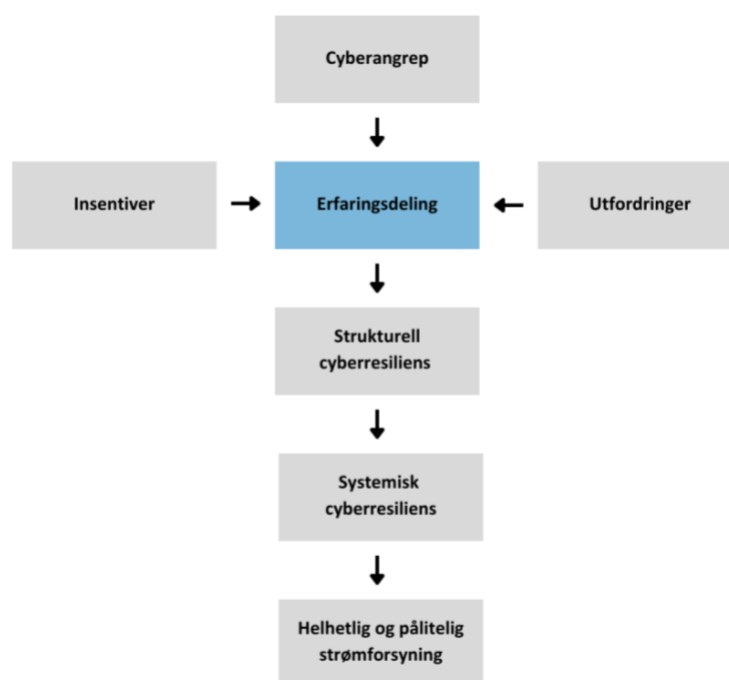 Cyberangrep
Insentiver
Erfaringsdeling
Utfordringer
Strukturell
cyberresiliens
Systemisk
cyberresiliens
Helhetlig og pålitelig
strømforsyning